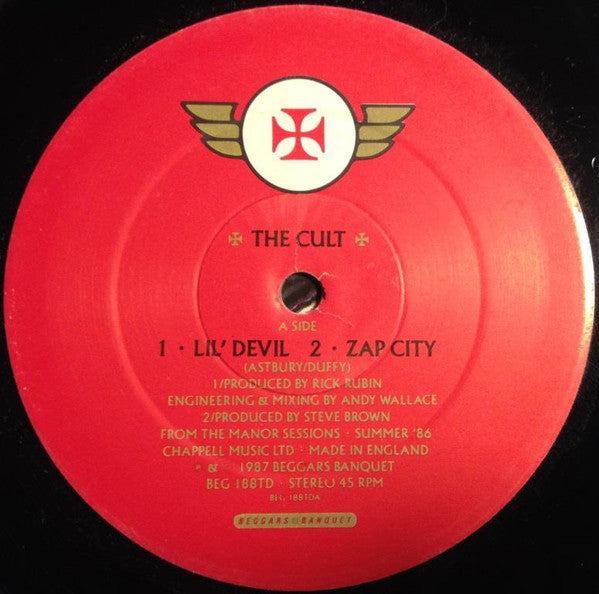 ✠ THE CULT ✠
A SIDE
1 · LIL' DEVIL 2 · ZAP CITY
(ASTBURY/DUFFY)
1/PRODUCED BY RICK RUBIN
ENGINEERING & MIXING BY ANDY WALLACE
2/PRODUCED BY STEVE BROWN
FROM THE MANOR SESSIONS · SUMMER '86
CHAPPELL MUSIC LTD · MADE IN ENGLAND
& 1987 BEGGARS BANQUET
BEG 188TD · STEREO 45 RPM
BEG 188TDA
BEGGARS BANQUET